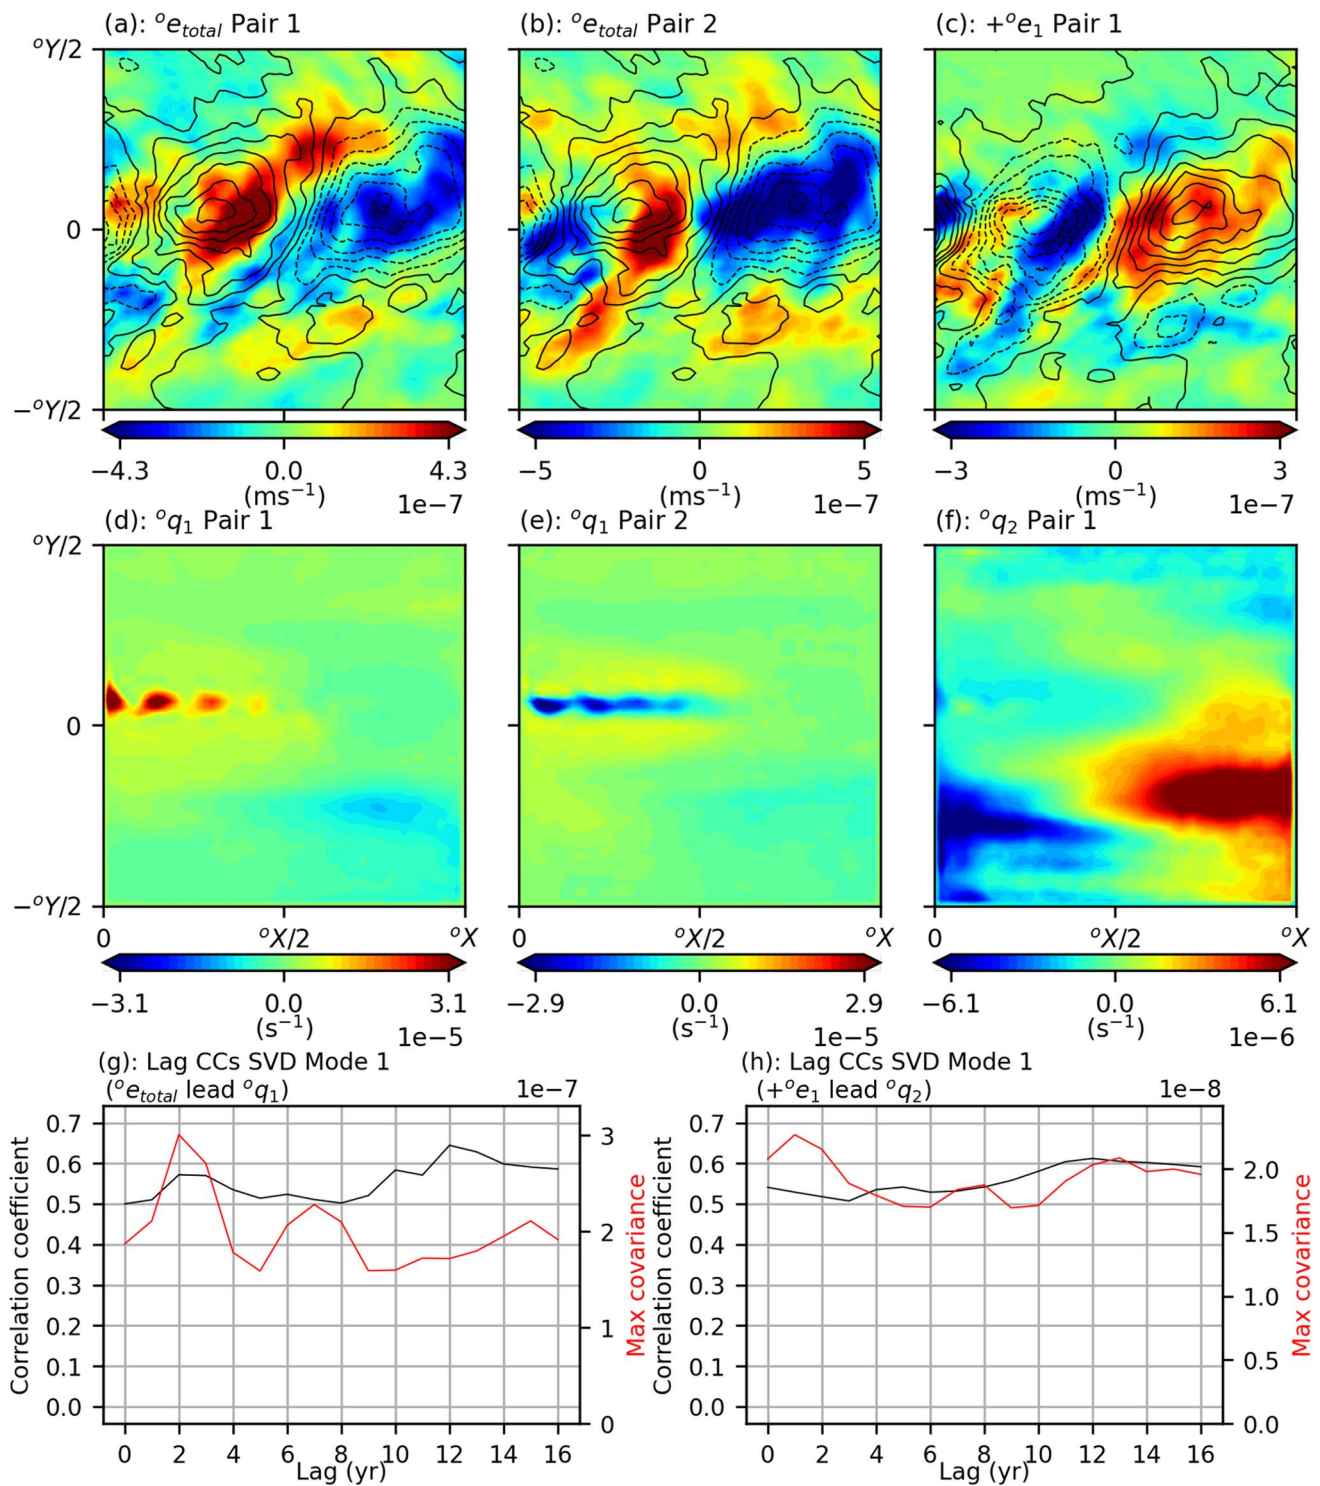 (a): ᵒe_total Pair 1
(b): ᵒe_total Pair 2
(c): +ᵒe₁ Pair 1
ᵒY/2
0
−ᵒY/2
−4.3 0.0 4.3
(ms⁻¹) 1e−7
−5 0 5
(ms⁻¹) 1e−7
−3 0 3
(ms⁻¹) 1e−7
(d): ᵒq₁ Pair 1
(e): ᵒq₁ Pair 2
(f): ᵒq₂ Pair 1
ᵒY/2
0
−ᵒY/2
0 ᵒX/2 ᵒX
0 ᵒX/2 ᵒX
0 ᵒX/2 ᵒX
−3.1 0.0 3.1
(s⁻¹) 1e−5
−2.9 0.0 2.9
(s⁻¹) 1e−5
−6.1 0.0 6.1
(s⁻¹) 1e−6
(g): Lag CCs SVD Mode 1
(ᵒe_total lead ᵒq₁) 1e−7
Correlation coefficient
0.7
0.6
0.5
0.4
0.3
0.2
0.1
0.0
3
2
1
0
Max covariance
0 2 4 6 8 10 12 14 16
Lag (yr)
(h): Lag CCs SVD Mode 1
(+ᵒe₁ lead ᵒq₂) 1e−8
Correlation coefficient
0.7
0.6
0.5
0.4
0.3
0.2
0.1
0.0
2.0
1.5
1.0
0.5
0.0
Max covariance
0 2 4 6 8 10 12 14 16
Lag (yr)